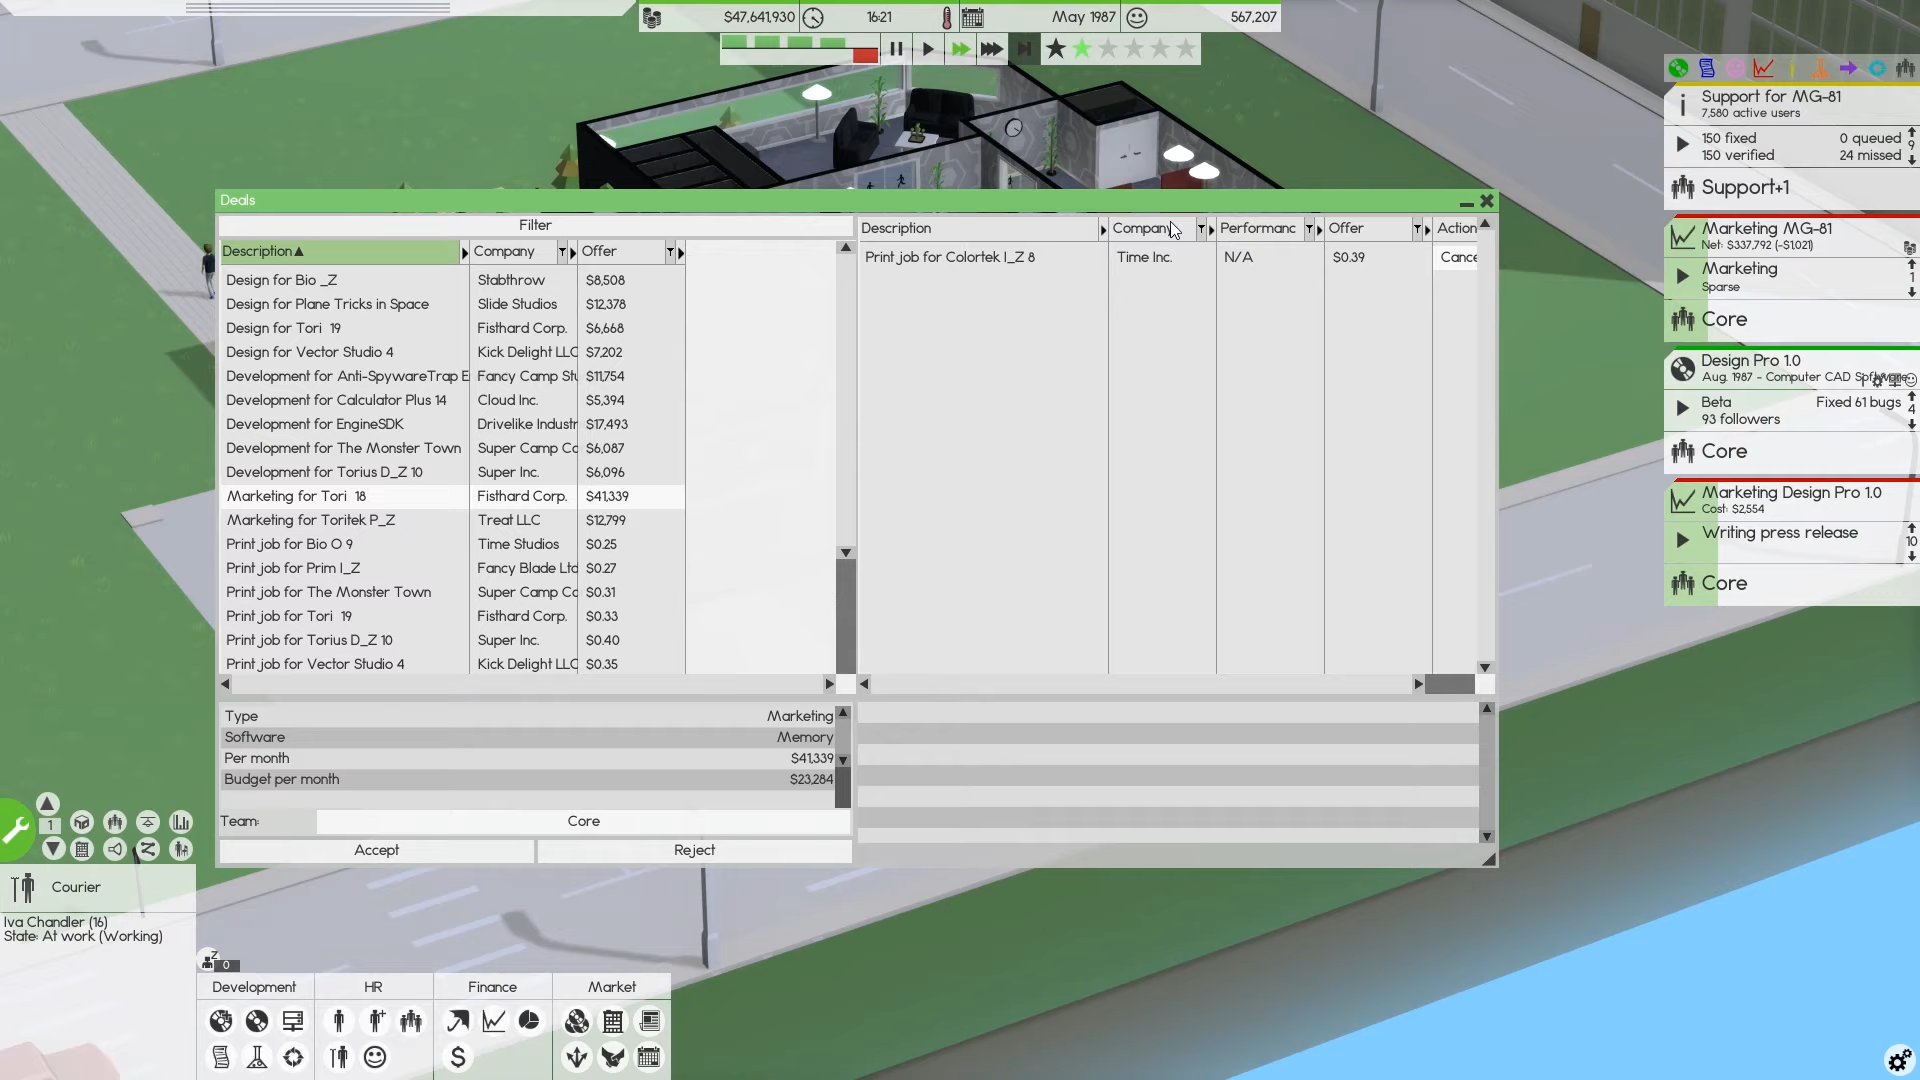 $47,641,930
16:21
May 1987
567,207
Support for MG-81
7,580 active users
150 fixed 0 queued
150 verified 24 missed
9
Support+1
Marketing MG-81
Net: $337,792 (-$1,021)
Marketing
Sparse
1
Core
Design Pro 1.0
Aug. 1987 - Computer CAD Software
Beta Fixed 61 bugs
93 followers
4
Core
Marketing Design Pro 1.0
Cost: $2,554
Writing press release
10
Core
Deals
Filter
Description Company Offer
Design for Bio _Z Stabthrow $8,508
Design for Plane Tricks in Space Slide Studios $12,378
Design for Tori 19 Fisthard Corp. $6,668
Design for Vector Studio 4 Kick Delight LLC $7,202
Development for Anti-SpywareTrap E Fancy Camp Stu $11,754
Development for Calculator Plus 14 Cloud Inc. $5,394
Development for EngineSDK Drivelike Industr $17,493
Development for The Monster Town Super Camp Co $6,087
Development for Torius D_Z 10 Super Inc. $6,096
Marketing for Tori 18 Fisthard Corp. $41,339
Marketing for Toritek P_Z Treat LLC $12,799
Print job for Bio O 9 Time Studios $0.25
Print job for Prim I_Z Fancy Blade Ltd $0.27
Print job for The Monster Town Super Camp Co $0.31
Print job for Tori 19 Fisthard Corp. $0.33
Print job for Torius D_Z 10 Super Inc. $0.40
Print job for Vector Studio 4 Kick Delight LLC $0.35
Description Company Performanc Offer Action
Print job for Colortek I_Z 8 Time Inc. N/A $0.39 Cance
Type Marketing
Software Memory
Per month $41,339
Budget per month $23,284
Team: Core
Accept Reject
1
Courier
Iva Chandler (16)
State: At work (Working)
Z
0
Development HR Finance Market